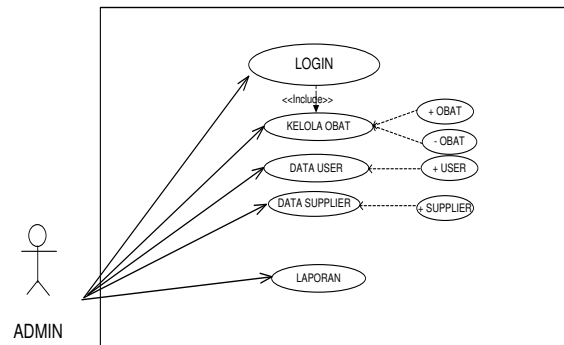 LOGIN
<<Include>>
KELOLA OBAT
+ OBAT
- OBAT
DATA USER
+ USER
DATA SUPPLIER
+ SUPPLIER
LAPORAN
ADMIN